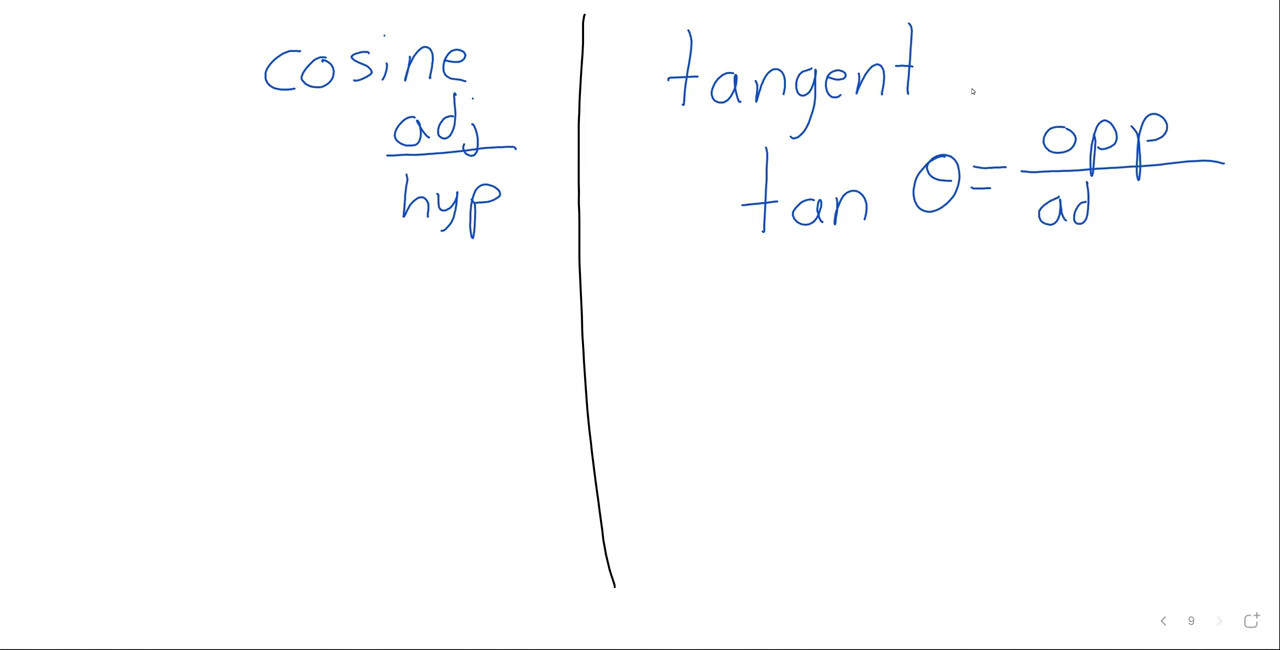 cosine
adj
hyp
tangent
tan θ = opp
ad
9